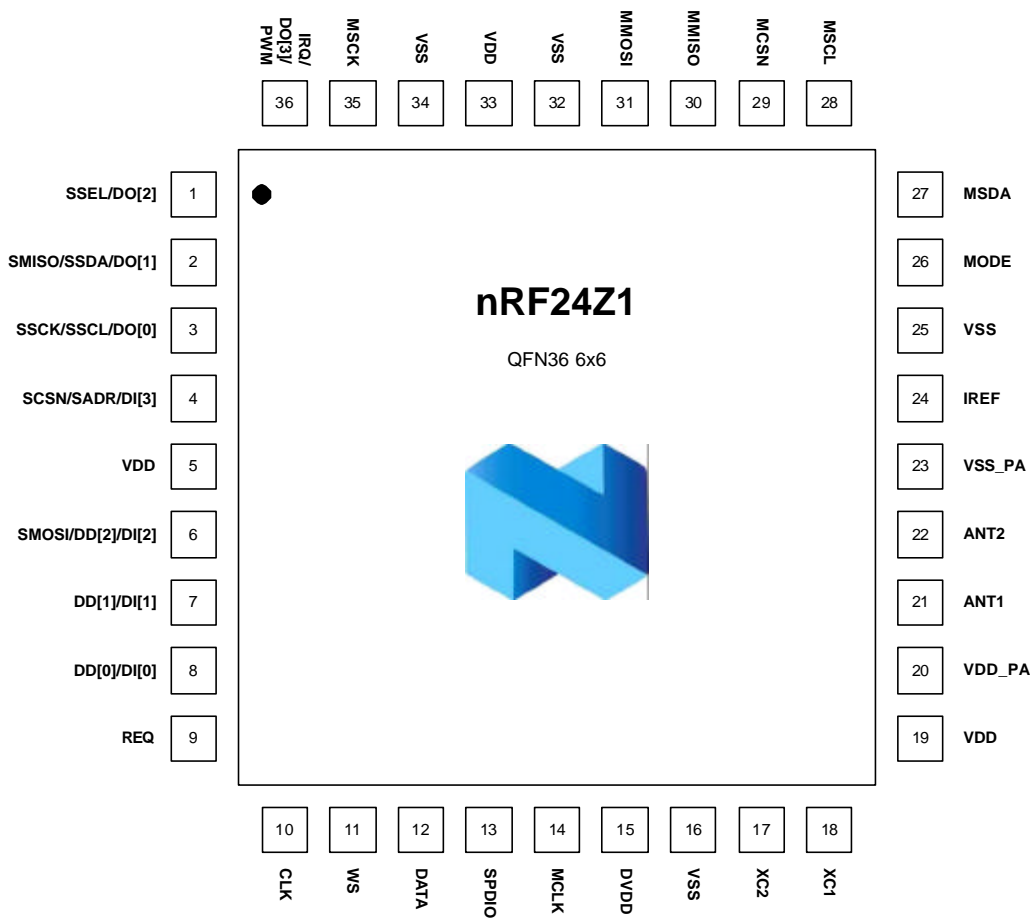 IRQ/
DO[3]/
PWM
MSCK
VSS
VDD
VSS
MMOSI
MMISO
MCSN
MSCL
36 35 34 33 32 31 30 29 28
SSEL/DO[2] 1
SMISO/SSDA/DO[1] 2
SSCK/SSCL/DO[0] 3
SCSN/SADR/DI[3] 4
VDD 5
SMOSI/DD[2]/DI[2] 6
DD[1]/DI[1] 7
DD[0]/DI[0] 8
REQ 9
nRF24Z1
QFN36 6x6
27 MSDA
26 MODE
25 VSS
24 IREF
23 VSS_PA
22 ANT2
21 ANT1
20 VDD_PA
19 VDD
10 11 12 13 14 15 16 17 18
CLK
WS
DATA
SPDIO
MCLK
DVDD
VSS
XC2
XC1